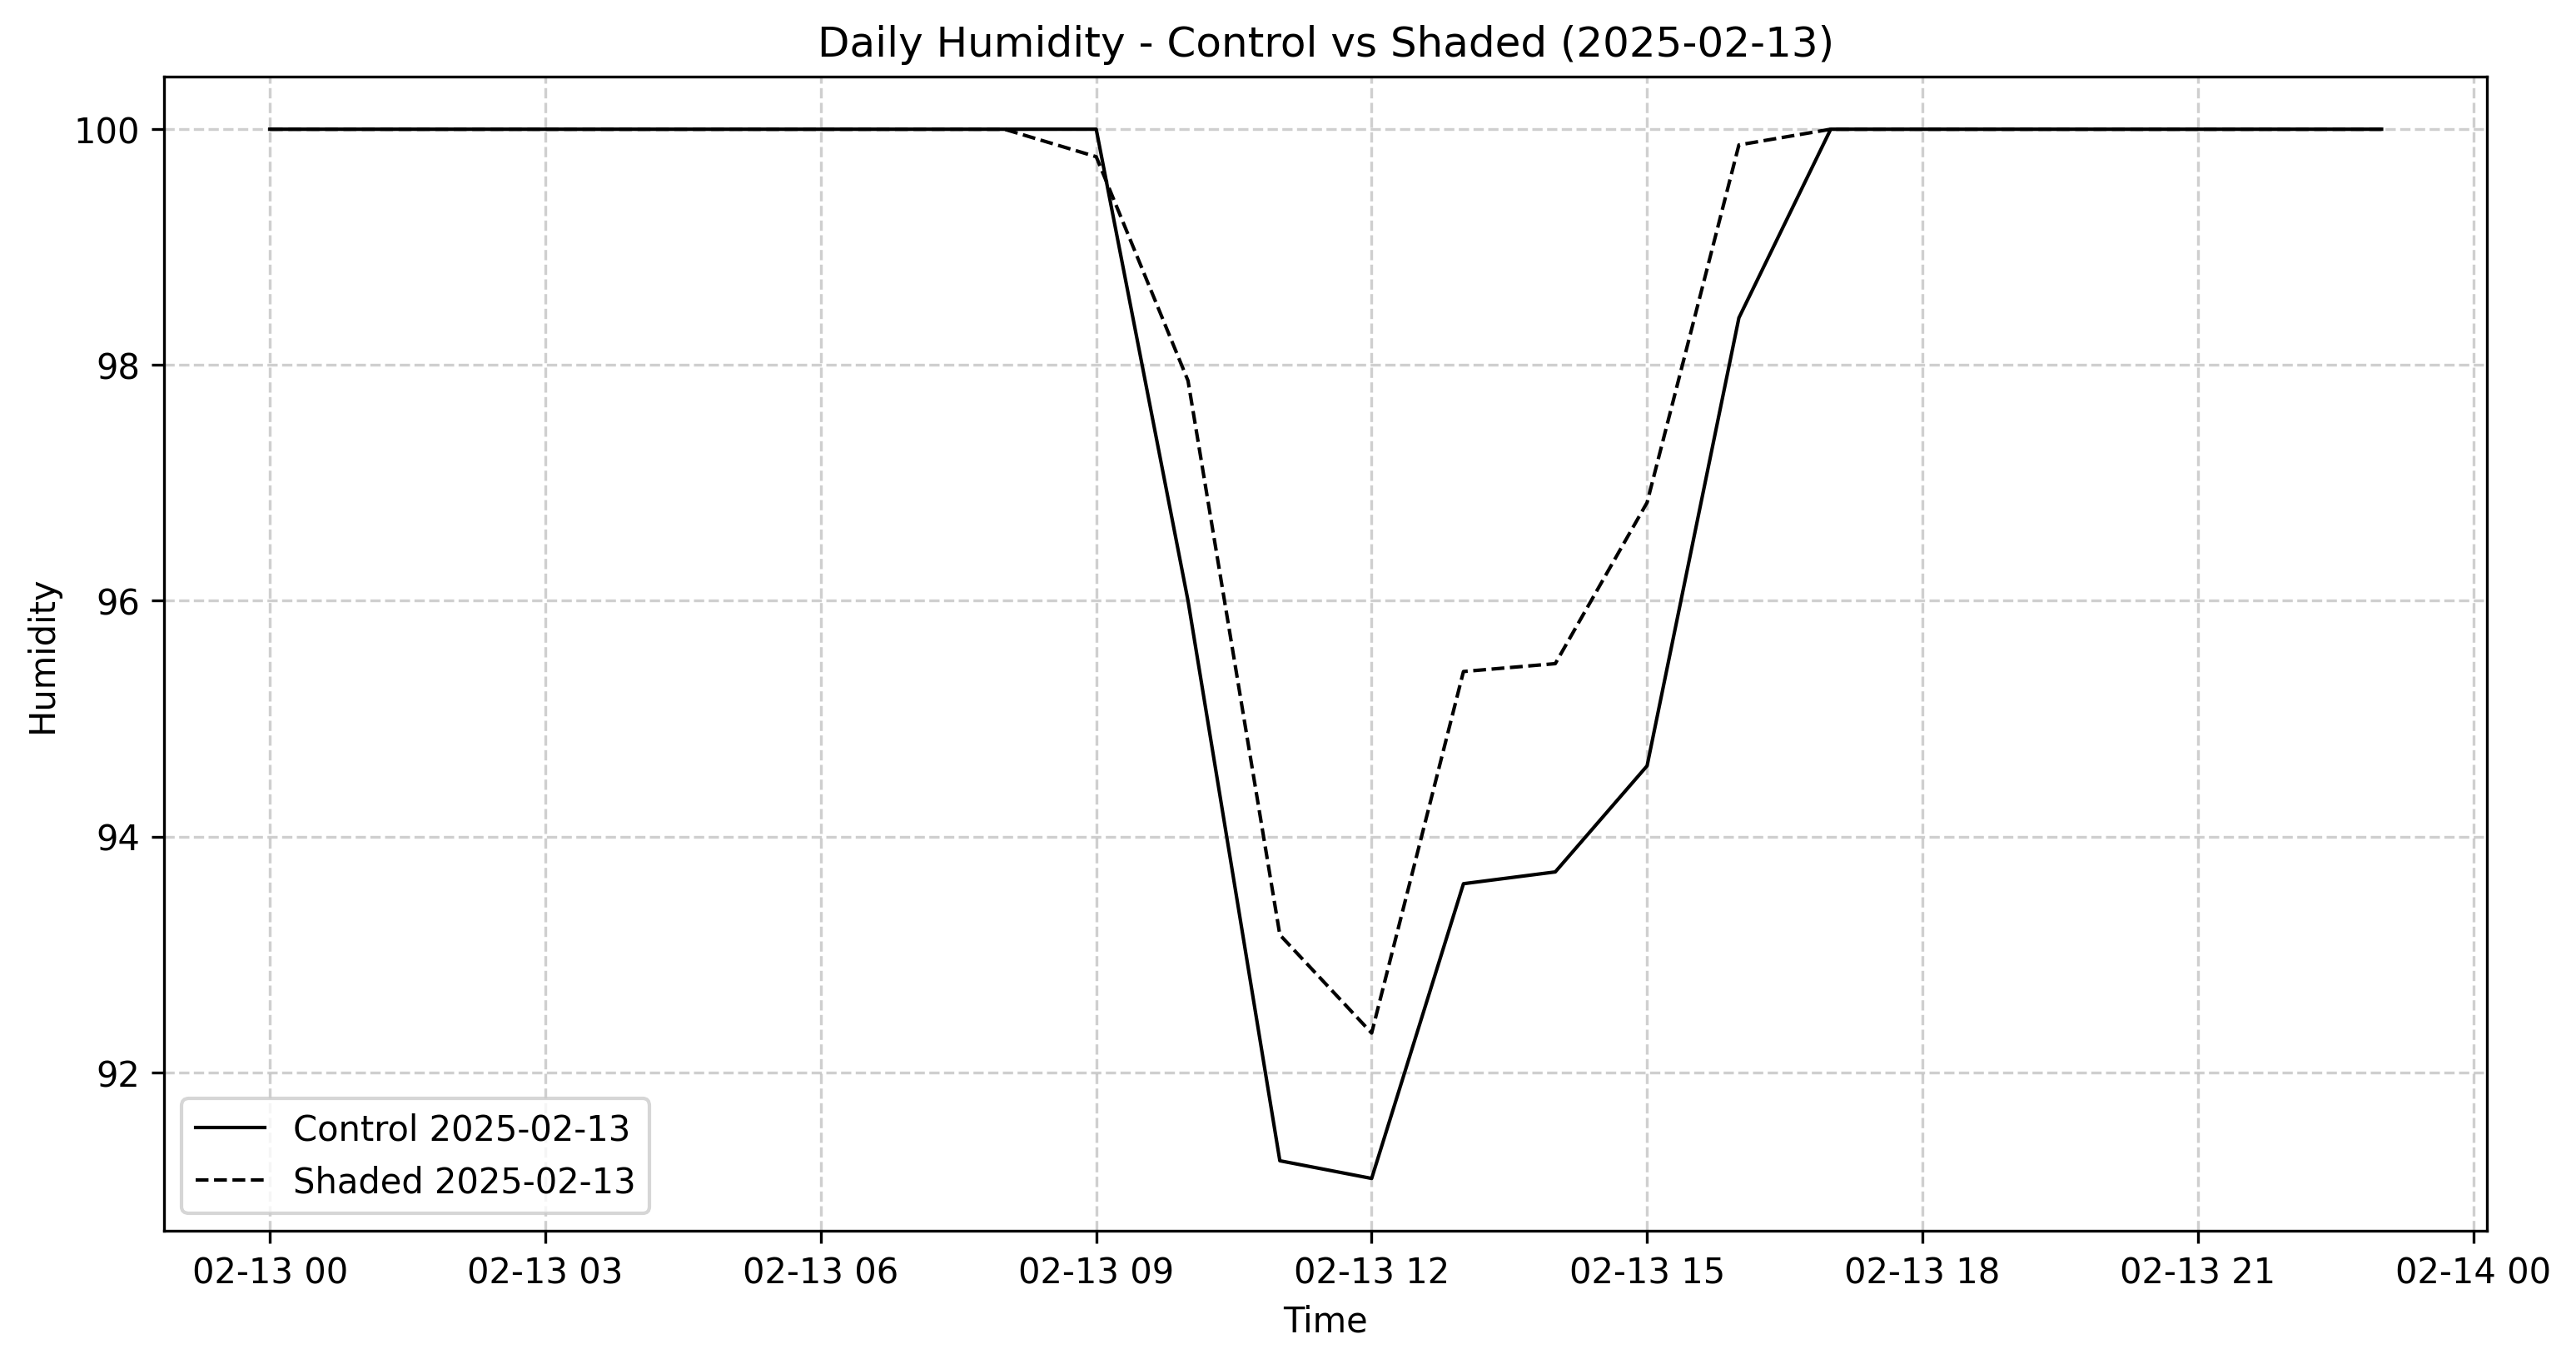 Daily Humidity - Control vs Shaded (2025-02-13)
100
98
96
94
92
Humidity
Control 2025-02-13
Shaded 2025-02-13
02-13 00 02-13 03 02-13 06 02-13 09 02-13 12 02-13 15 02-13 18 02-13 21 02-14 00
Time